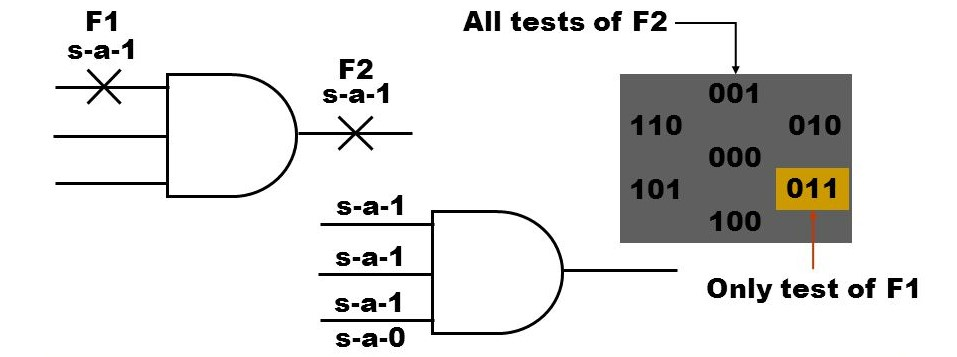 F1
s-a-1
F2
s-a-1
All tests of F2
001
110 010
000
101 011
100
Only test of F1
s-a-1
s-a-1
s-a-1
s-a-0